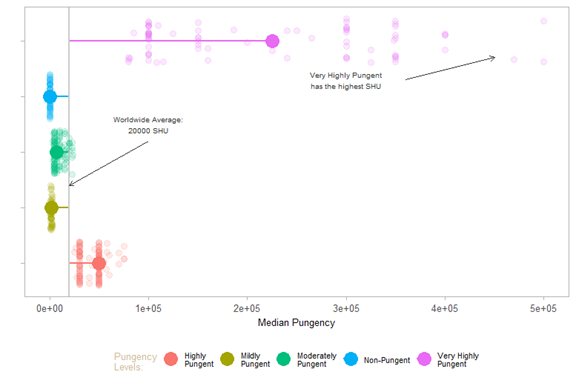 Very Highly Pungent
has the highest SHU
Worldwide Average:
20000 SHU
0e+00 1e+05 2e+05 3e+05 4e+05 5e+05
Median Pungency
Pungency
Levels:
Highly
Pungent
Mildly
Pungent
Moderately
Pungent
Non-Pungent
Very Highly
Pungent